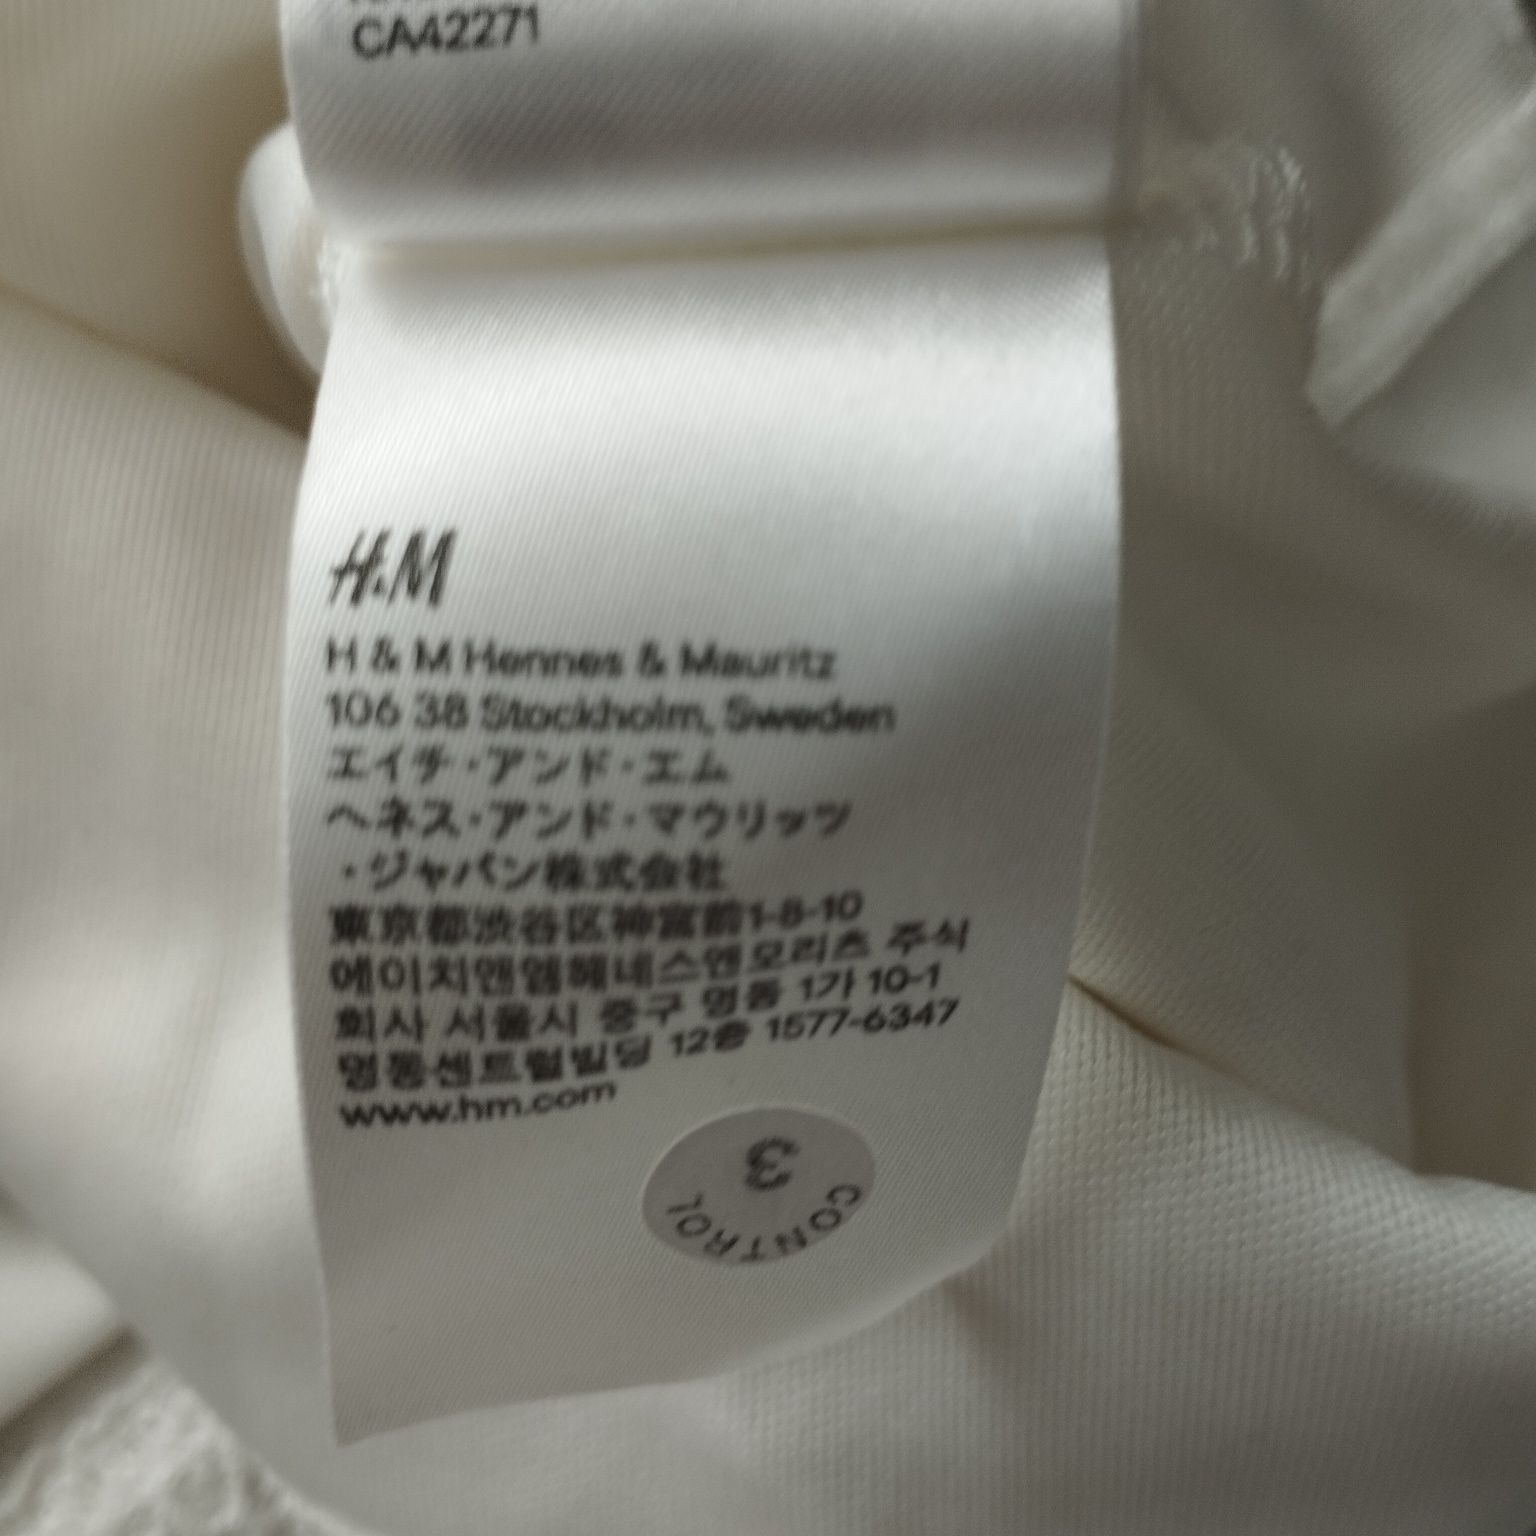 CA42271
H&M
H & M Hennes & Mauritz
106 38 Stockholm, Sweden
エイチ・アンド・エム
ヘネス・アンド・マウリッツ
・ジャパン株式会社
東京都渋谷区神宮前1-8-10
에이치앤엠헤네스앤모리츠 주식
회사 서울시 중구 명동 1가 10-1
명동센트럴빌딩 12층 1577-6347
www.hm.com
3
CONTROL